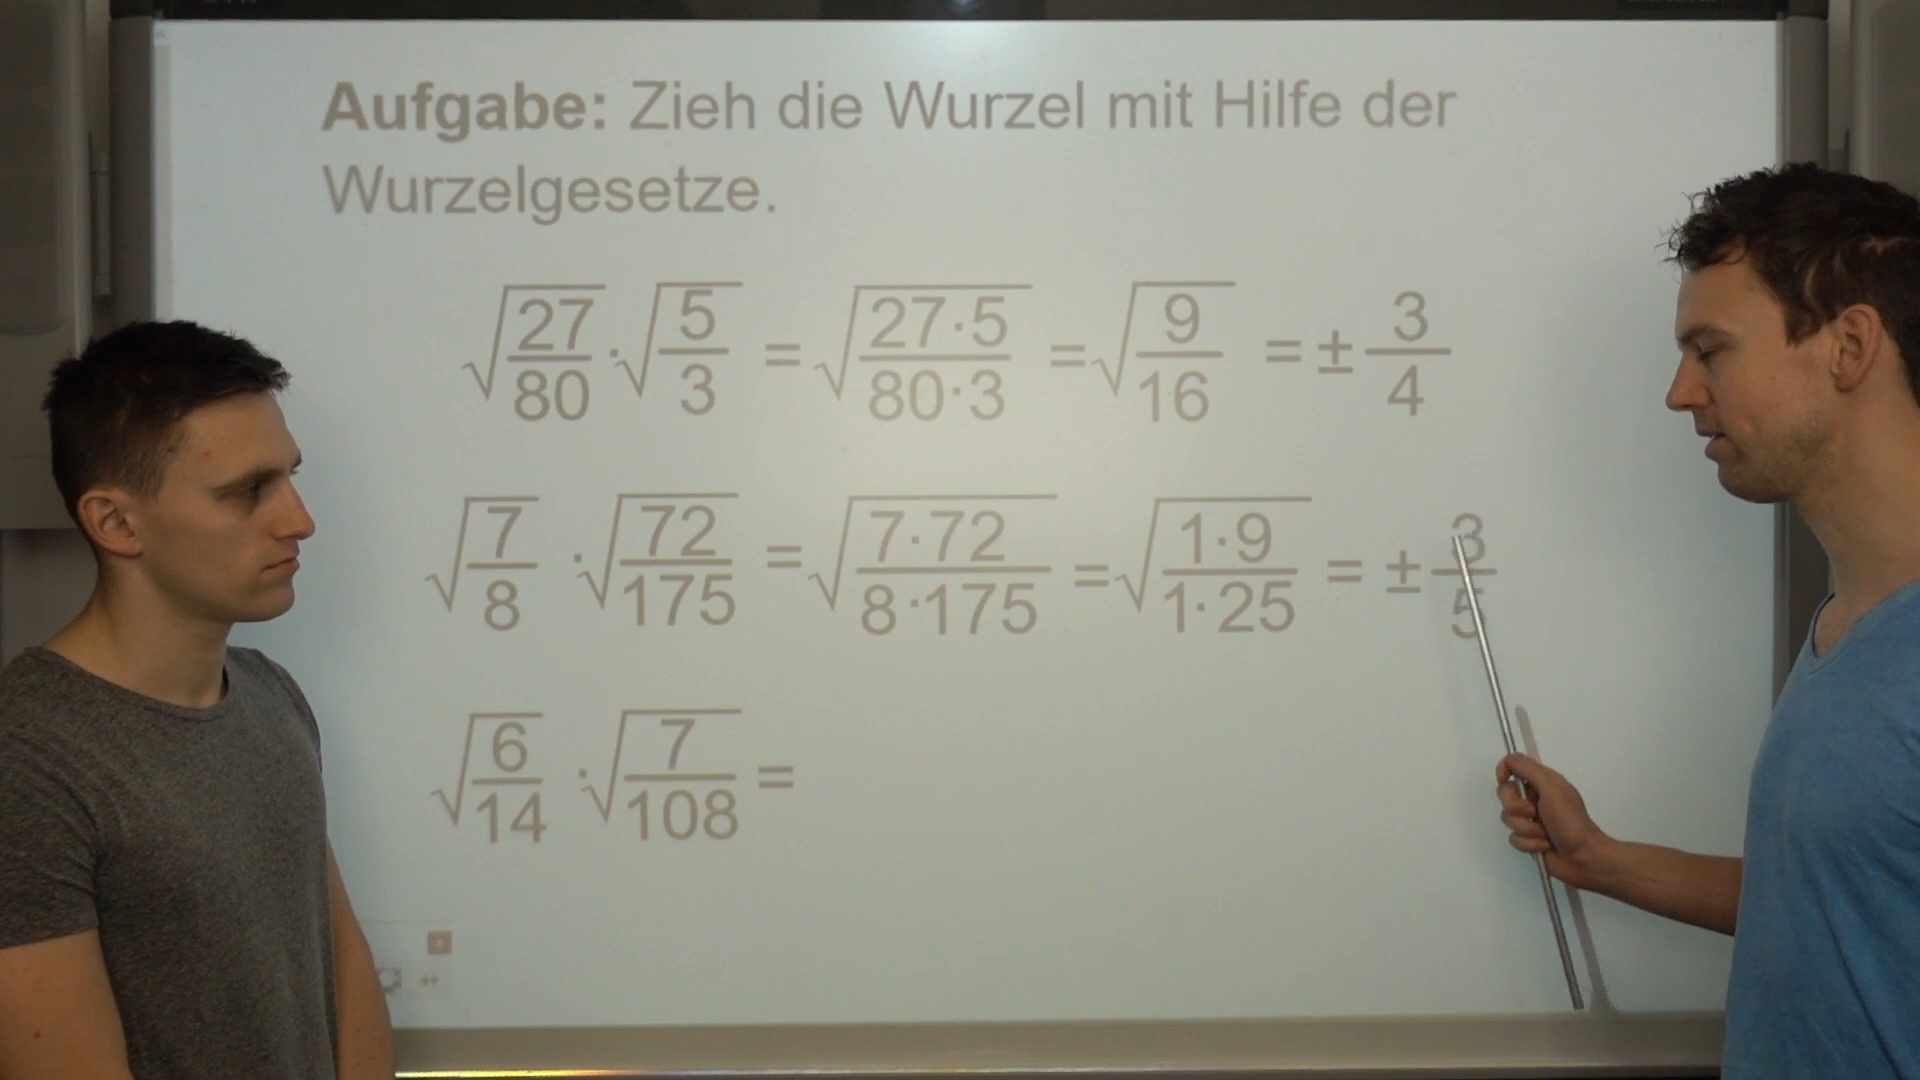 Aufgabe: Zieh die Wurzel mit Hilfe der
Wurzelgesetze.
√(27/80) · √(5/3) = √(27·5/80·3) = √(9/16) = ± 3/4
√(7/8) · √(72/175) = √(7·72/8·175) = √(1·9/1·25) = ± 3/5
√(6/14) · √(7/108) =